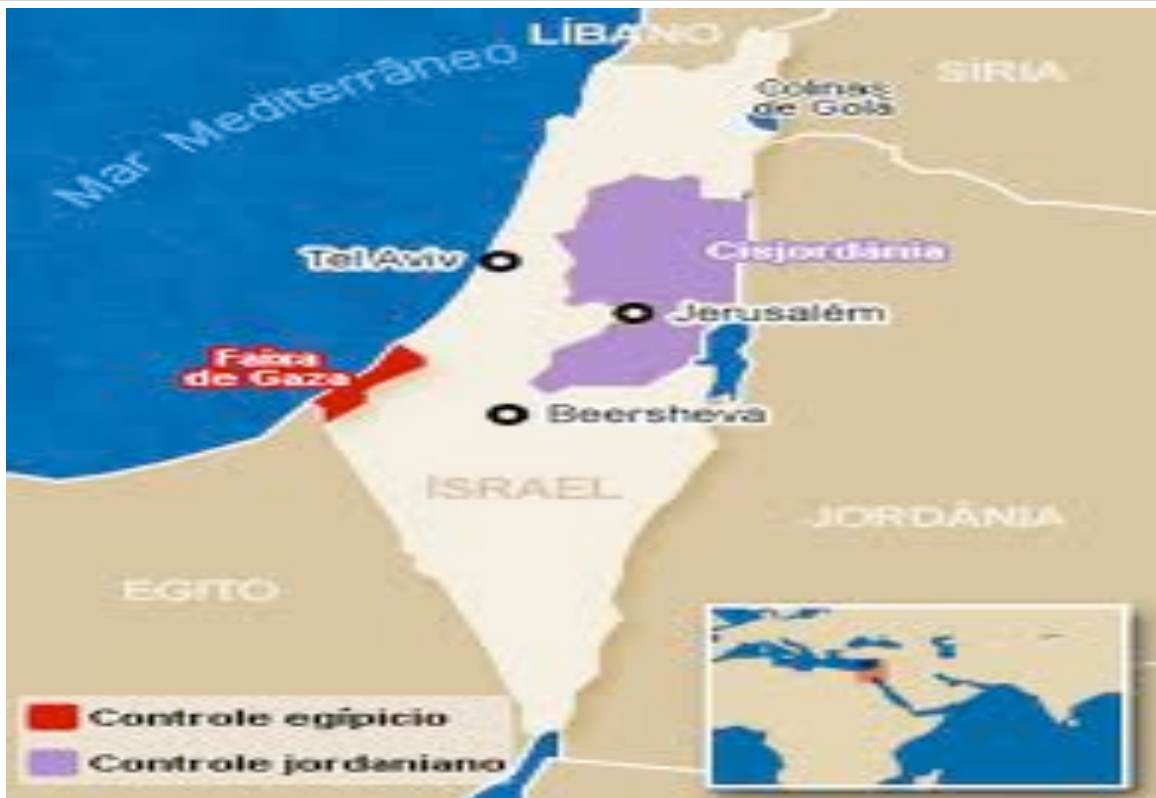 LÍBANO
Mar Mediterrâneo
SÍRIA
Colinas
de Golã
Cisjordânia
Tel Aviv
Jerusalém
Faixa
de Gaza
Beersheva
ISRAEL
JORDÂNIA
EGITO
Controle egípicio
Controle jordaniano